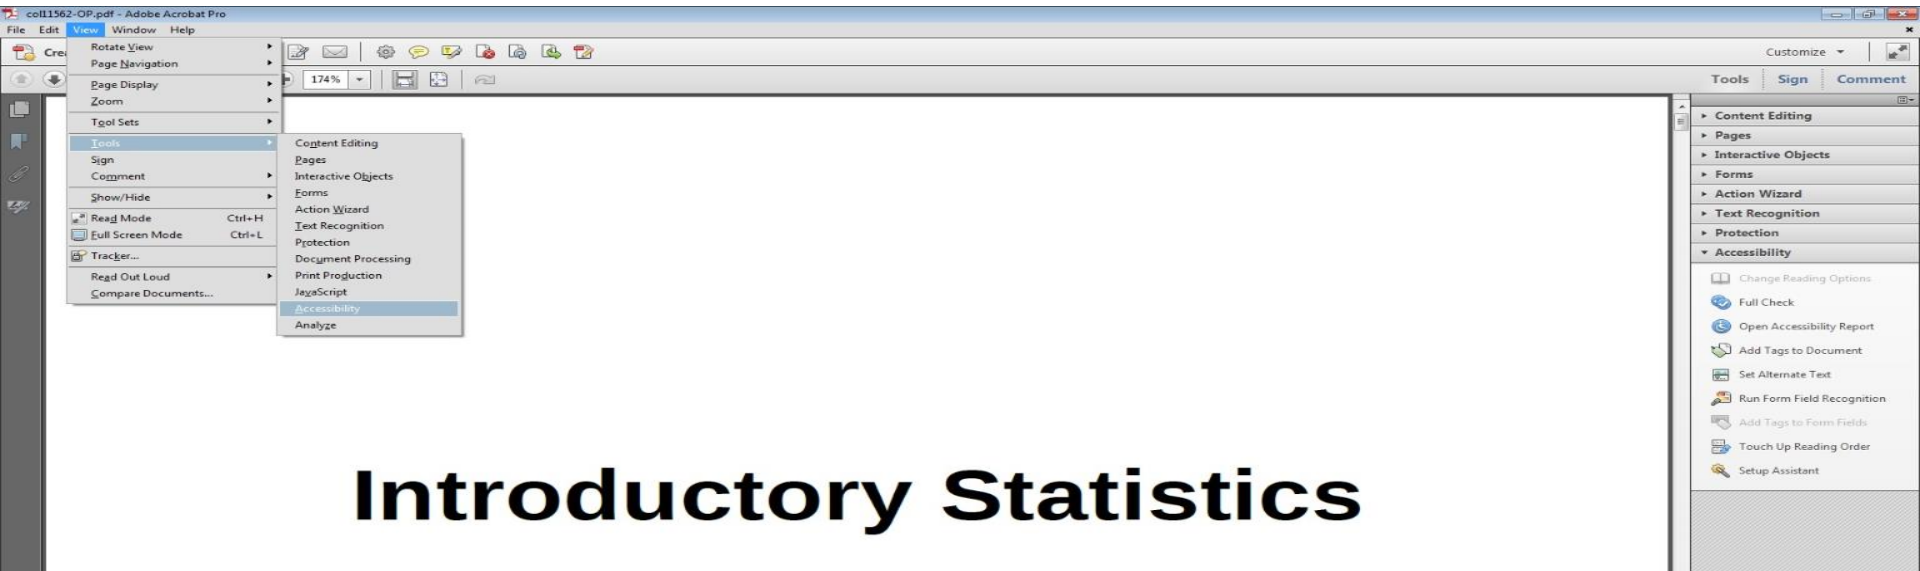 col11562-OP.pdf - Adobe Acrobat Pro
File Edit View Window Help
Cre
Customize
174%
Tools Sign Comment
Rotate View
Page Navigation
Page Display
Zoom
Tool Sets
Tools
Sign
Comment
Show/Hide
Read Mode Ctrl+H
Full Screen Mode Ctrl+L
Tracker...
Read Out Loud
Compare Documents...
Content Editing
Pages
Interactive Objects
Forms
Action Wizard
Text Recognition
Protection
Document Processing
Print Production
JavaScript
Accessibility
Analyze
Content Editing
Pages
Interactive Objects
Forms
Action Wizard
Text Recognition
Protection
Accessibility
Change Reading Options
Full Check
Open Accessibility Report
Add Tags to Document
Set Alternate Text
Run Form Field Recognition
Add Tags to Form Fields
Touch Up Reading Order
Setup Assistant
Introductory Statistics